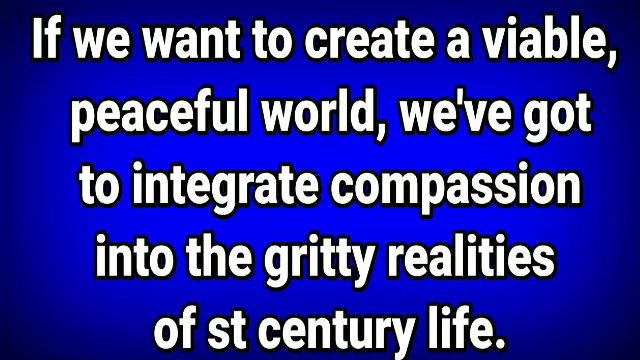 If we want to create a viable,
peaceful world, we've got
to integrate compassion
into the gritty realities
of st century life.